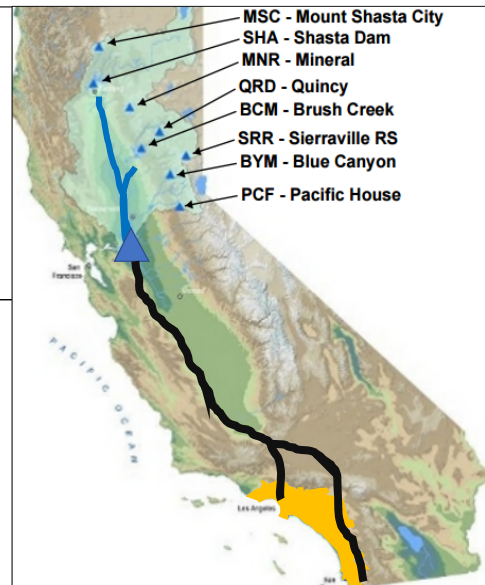 MSC - Mount Shasta City
SHA - Shasta Dam
MNR - Mineral
QRD - Quincy
BCM - Brush Creek
SRR - Sierraville RS
BYM - Blue Canyon
PCF - Pacific House
San
Francisco
PACIFIC OCEAN
Los Angeles
San